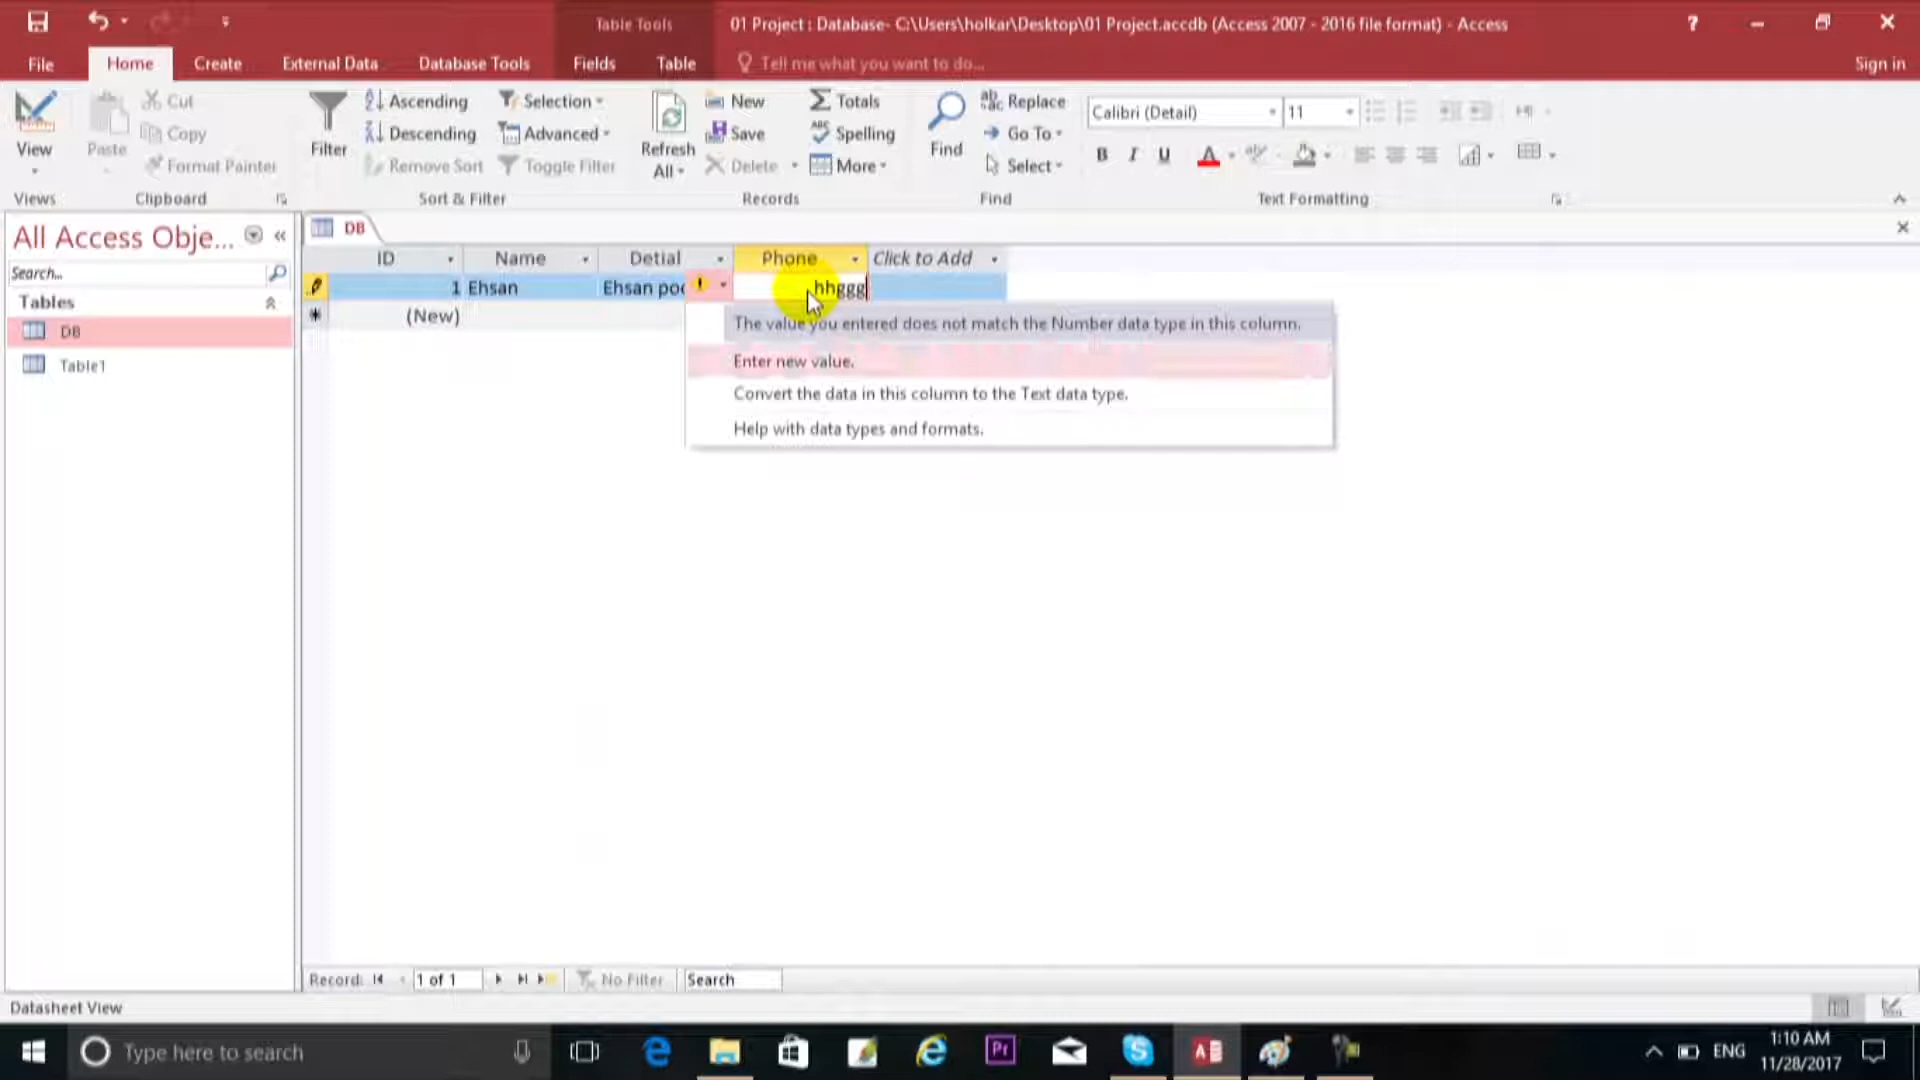 Table Tools
01 Project : Database- C:\Users\holkar\Desktop\01 Project.accdb (Access 2007 - 2016 file format) - Access
?
File Home Create External Data Database Tools Fields Table Tell me what you want to do... Sign in
View
Views
Paste
Cut
Copy
Format Painter
Clipboard
Filter
Ascending
Descending
Remove Sort
Selection
Advanced
Toggle Filter
Sort & Filter
Refresh
All
New
Save
Delete
Totals
Spelling
More
Records
Find
Replace
Go To
Select
Find
Calibri (Detail) 11
B I U A
Text Formatting
All Access Obje...
Search...
Tables
DB
Table1
DB
ID Name Detial Phone Click to Add
1 Ehsan Ehsan poo hhggg
(New)
The value you entered does not match the Number data type in this column.
Enter new value.
Convert the data in this column to the Text data type.
Help with data types and formats.
Record: 1 of 1 No Filter Search
Datasheet View
Type here to search
Pr
ENG
1:10 AM
11/28/2017